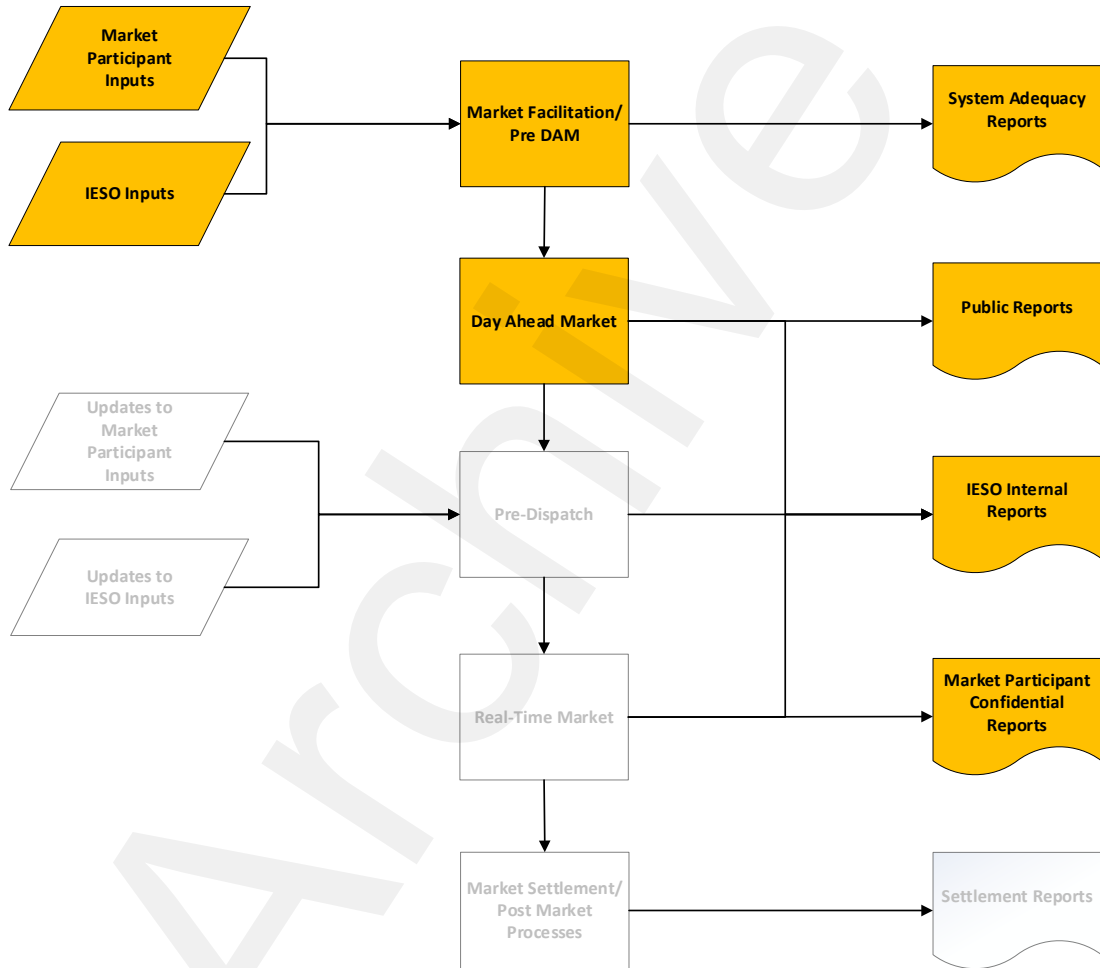 Market
Participant
Inputs
IESO Inputs
Market Facilitation/
Pre DAM
System Adequacy
Reports
Day Ahead Market
Public Reports
Updates to
Market
Participant
Inputs
Updates to
IESO Inputs
Pre-Dispatch
IESO Internal
Reports
Real-Time Market
Market Participant
Confidential
Reports
Market Settlement/
Post Market
Processes
Settlement Reports
Archive